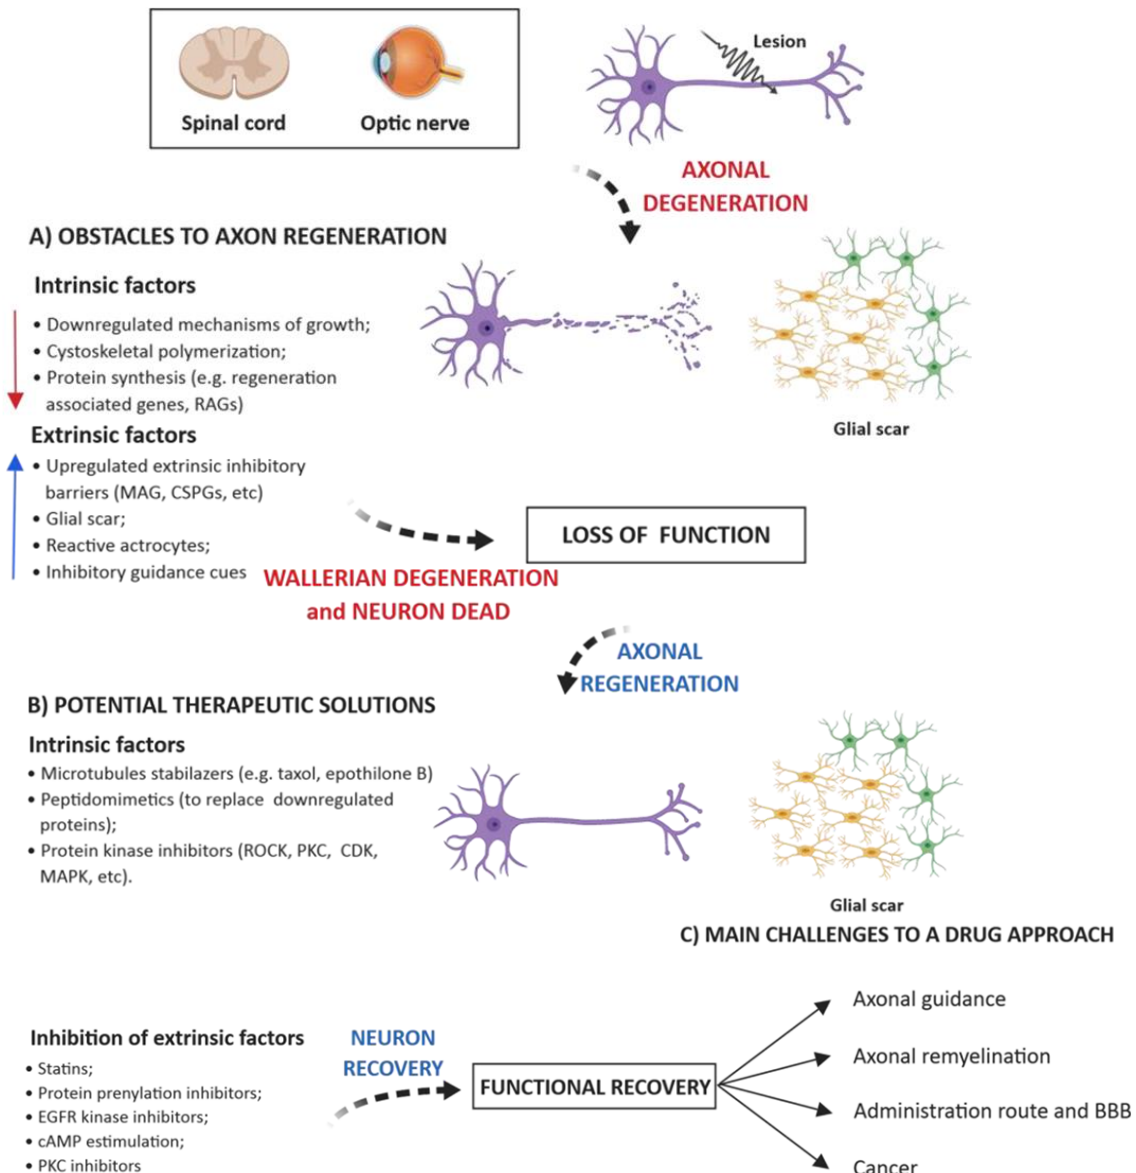 Spinal cord
Optic nerve
Lesion
AXONAL
DEGENERATION
A) OBSTACLES TO AXON REGENERATION
Intrinsic factors
• Downregulated mechanisms of growth;
• Cystoskeletal polymerization;
• Protein synthesis (e.g. regeneration
associated genes, RAGs)
Extrinsic factors
• Upregulated extrinsic inhibitory
barriers (MAG, CSPGs, etc)
• Glial scar;
• Reactive actrocytes;
• Inhibitory guidance cues
Glial scar
LOSS OF FUNCTION
WALLERIAN DEGENERATION
and NEURON DEAD
AXONAL
REGENERATION
B) POTENTIAL THERAPEUTIC SOLUTIONS
Intrinsic factors
• Microtubules stabilazers (e.g. taxol, epothilone B)
• Peptidomimetics (to replace downregulated
proteins);
• Protein kinase inhibitors (ROCK, PKC, CDK,
MAPK, etc).
Glial scar
C) MAIN CHALLENGES TO A DRUG APPROACH
Inhibition of extrinsic factors
• Statins;
• Protein prenylation inhibitors;
• EGFR kinase inhibitors;
• cAMP estimulation;
• PKC inhibitors
NEURON
RECOVERY
FUNCTIONAL RECOVERY
Axonal guidance
Axonal remyelination
Administration route and BBB
Cancer